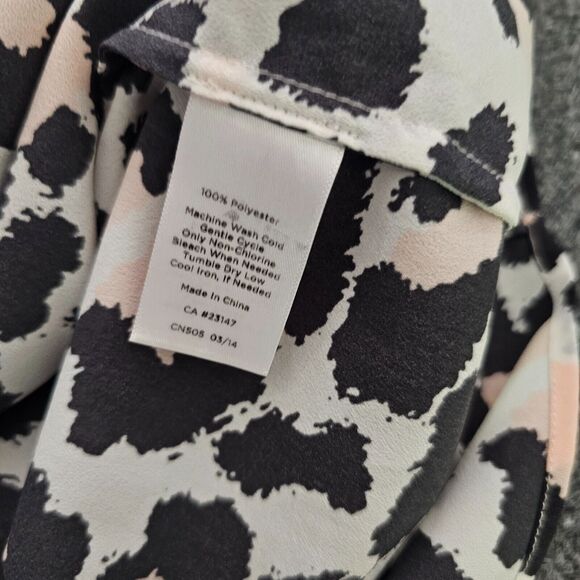 100% Polyester
Machine Wash Cold
Gentle Cycle
Only Non-Chlorine
Bleach When Needed
Tumble Dry Low
Cool Iron, If Needed
Made in China
CA #23147
CN505 03/14